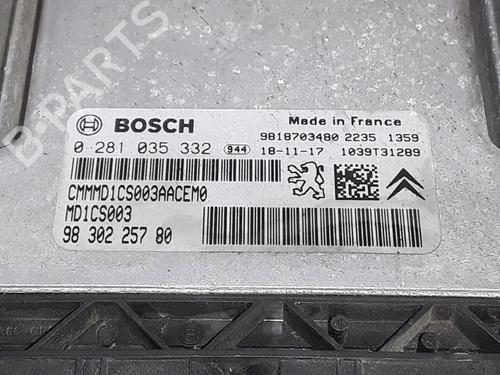 B-PARTS
BOSCH
Made in France
9818703480 2235 1359
0 281 035 332 944 18-11-17 1039T31289
CMMMD1CS003AACEM0
MD1CS003
98 302 257 80